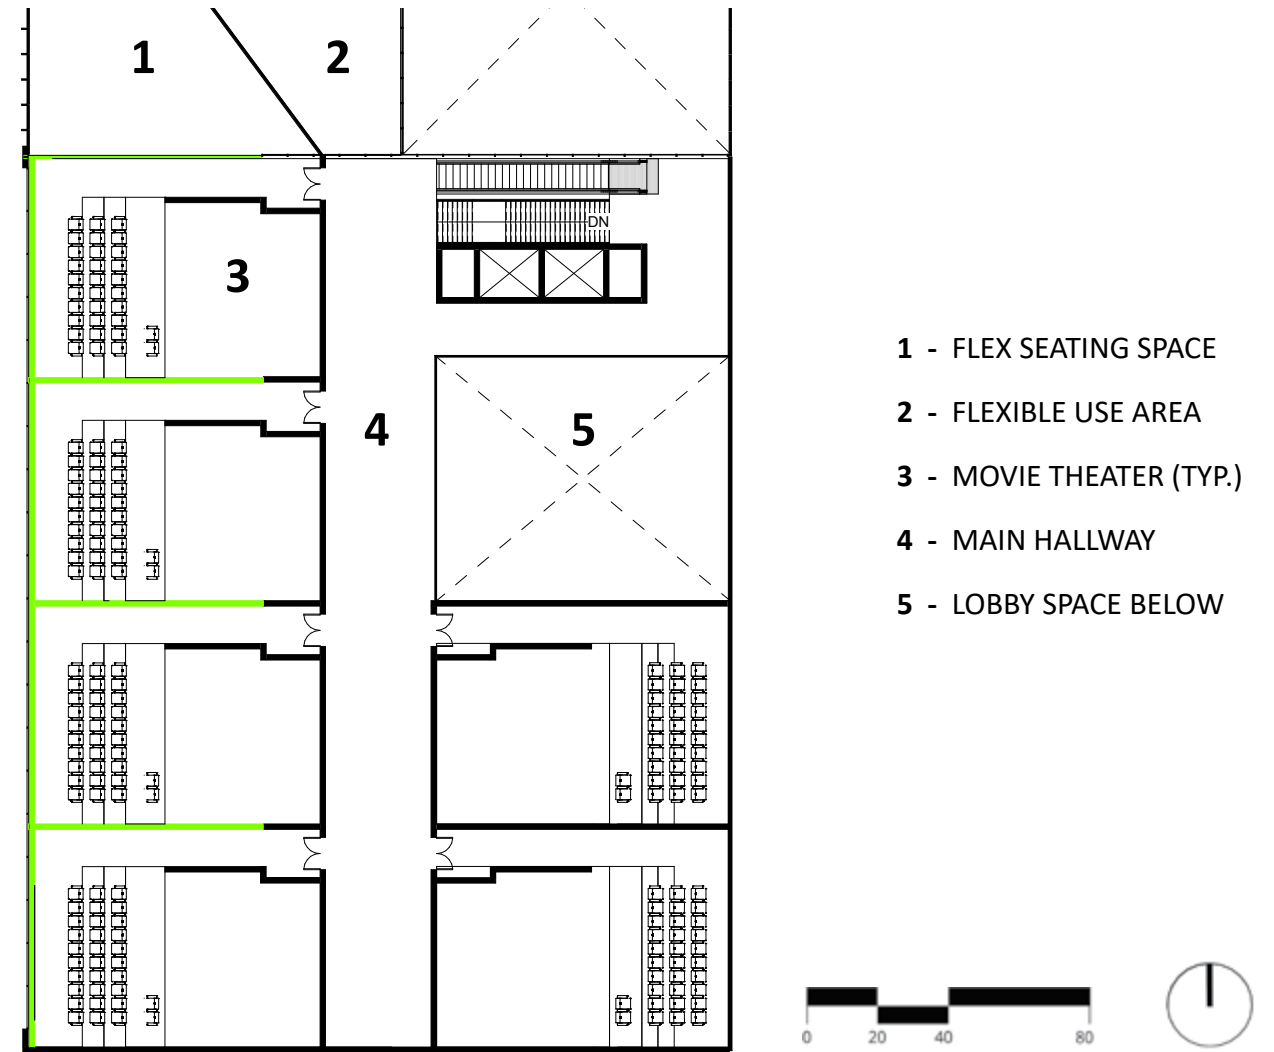 1
2
DN
3
4
5
1 - FLEX SEATING SPACE
2 - FLEXIBLE USE AREA
3 - MOVIE THEATER (TYP.)
4 - MAIN HALLWAY
5 - LOBBY SPACE BELOW
0 20 40 80